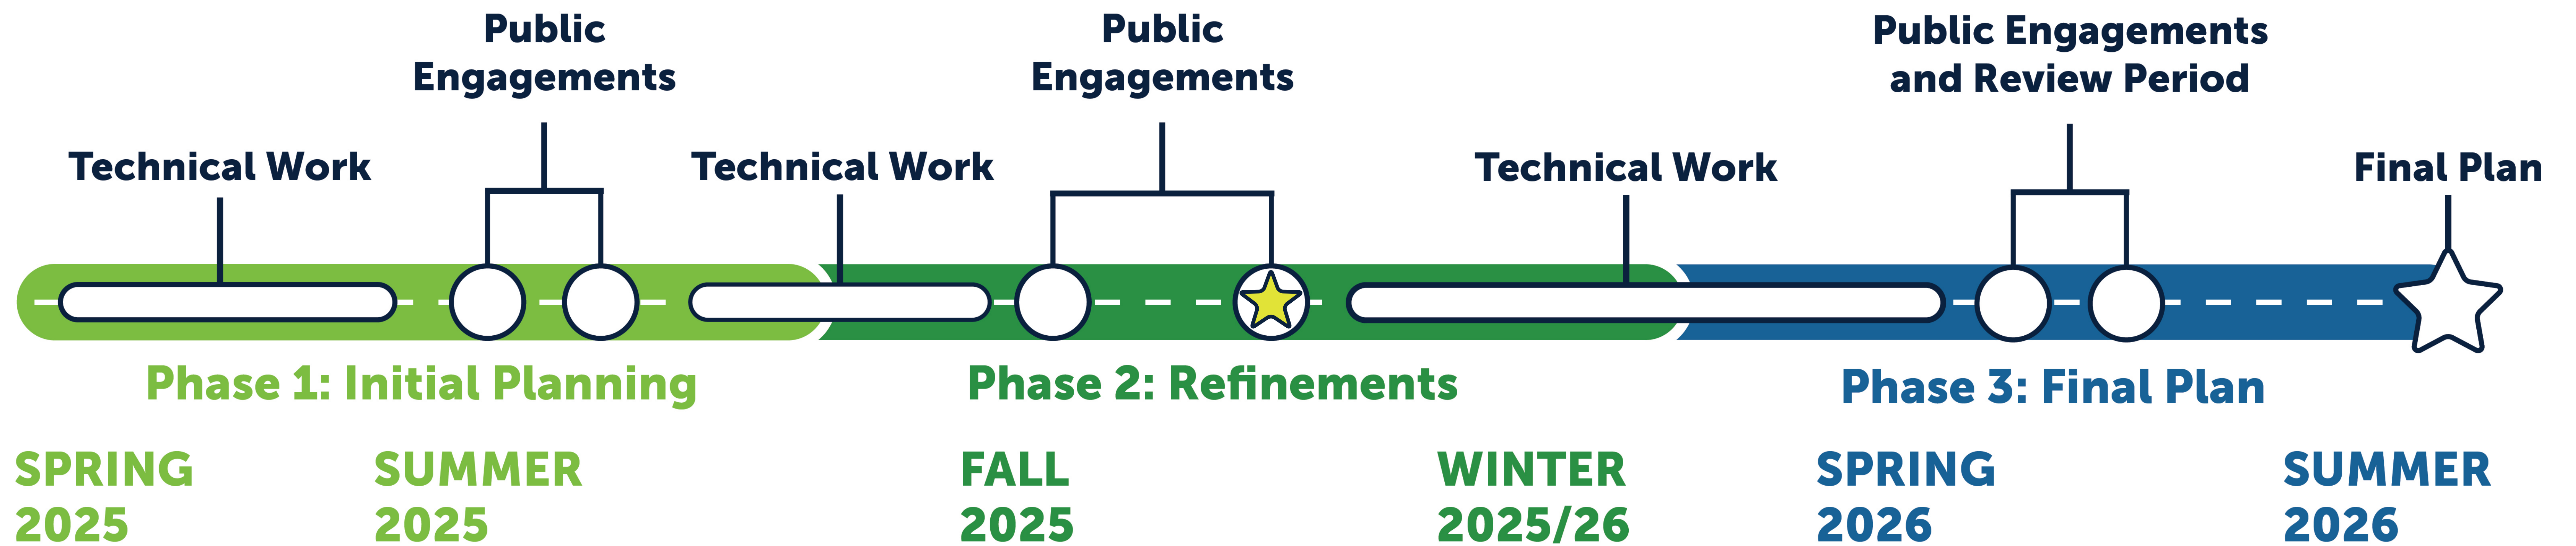 Public
Engagements
Public
Engagements
Public Engagements
and Review Period
Technical Work
Technical Work
Technical Work
Final Plan
Phase 1: Initial Planning
Phase 2: Refinements
Phase 3: Final Plan
SPRING
2025
SUMMER
2025
FALL
2025
WINTER
2025/26
SPRING
2026
SUMMER
2026